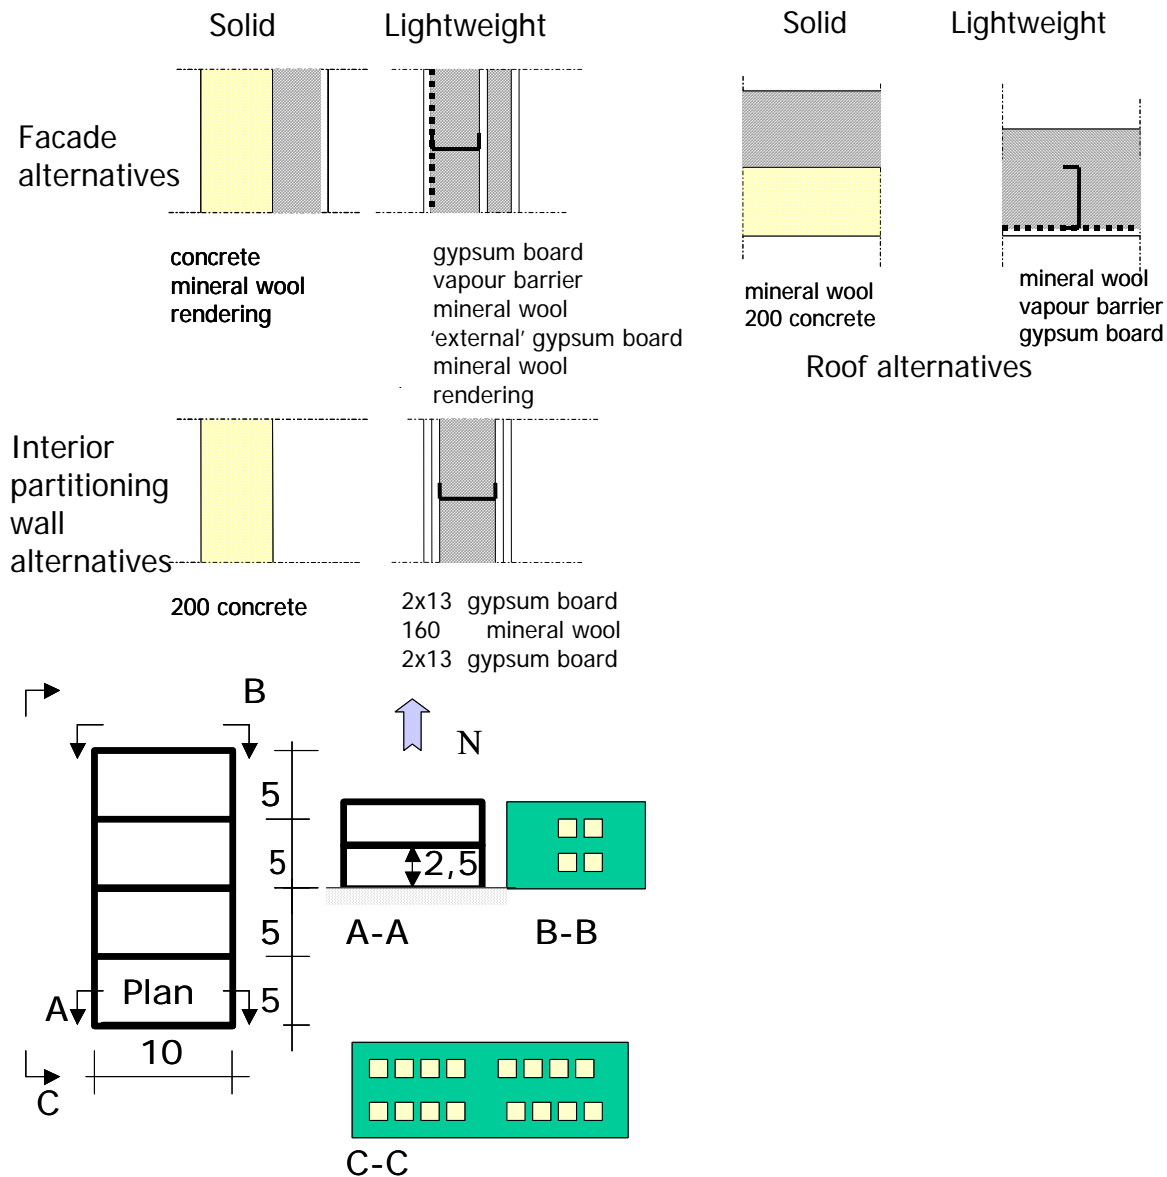 Solid
Lightweight
Solid
Lightweight
Facade
alternatives
concrete
mineral wool
rendering
gypsum board
vapour barrier
mineral wool
'external' gypsum board
mineral wool
rendering
mineral wool
200 concrete
mineral wool
vapour barrier
gypsum board
Roof alternatives
Interior
partitioning
wall
alternatives
200 concrete
2x13 gypsum board
160 mineral wool
2x13 gypsum board
B
N
5
5
5
5
2,5
A-A
B-B
A
Plan
10
C
C-C